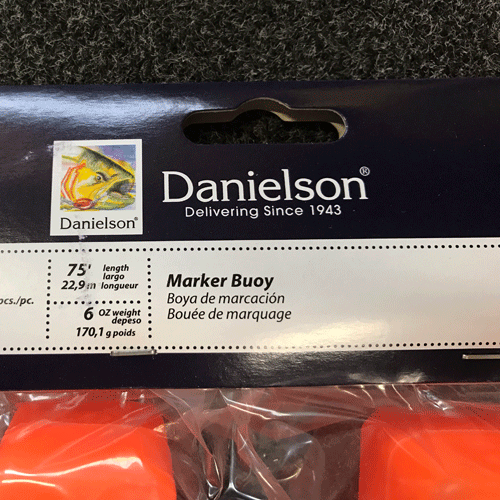 Danielson®
Delivering Since 1943
Danielson®
pcs./pc.
75' length
largo
22,9 m longueur
6 OZ weight
depeso
170,1 g poids
Marker Buoy
Boya de marcación
Bouée de marquage